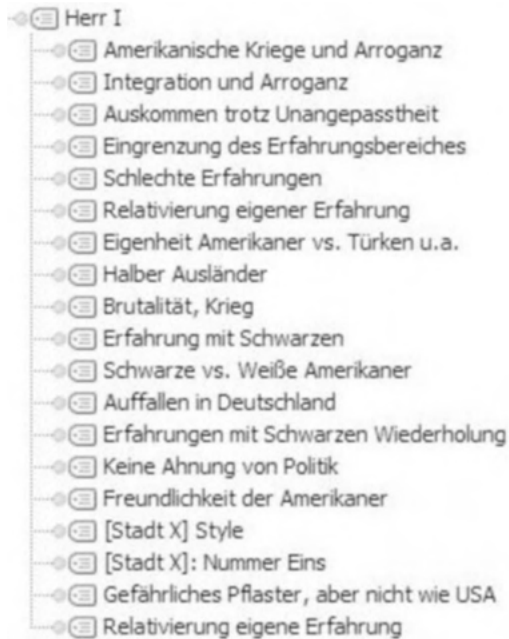 Herr I
Amerikanische Kriege und Arroganz
Integration und Arroganz
Auskommen trotz Unangepasstheit
Eingrenzung des Erfahrungsbereiches
Schlechte Erfahrungen
Relativierung eigener Erfahrung
Eigenheit Amerikaner vs. Türken u.a.
Halber Ausländer
Brutalität, Krieg
Erfahrung mit Schwarzen
Schwarze vs. Weiße Amerikaner
Auffallen in Deutschland
Erfahrungen mit Schwarzen Wiederholung
Keine Ahnung von Politik
Freundlichkeit der Amerikaner
[Stadt X] Style
[Stadt X]: Nummer Eins
Gefährliches Pflaster, aber nicht wie USA
Relativierung eigene Erfahrung